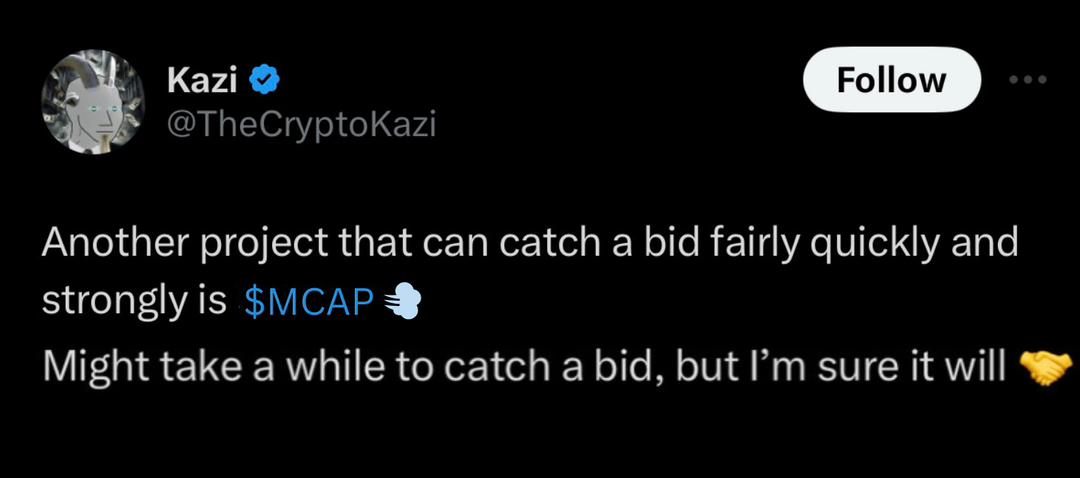 Kazi
Follow
@TheCryptoKazi
Another project that can catch a bid fairly quickly and
strongly is $MCAP 💨
Might take a while to catch a bid, but I’m sure it will 🤝